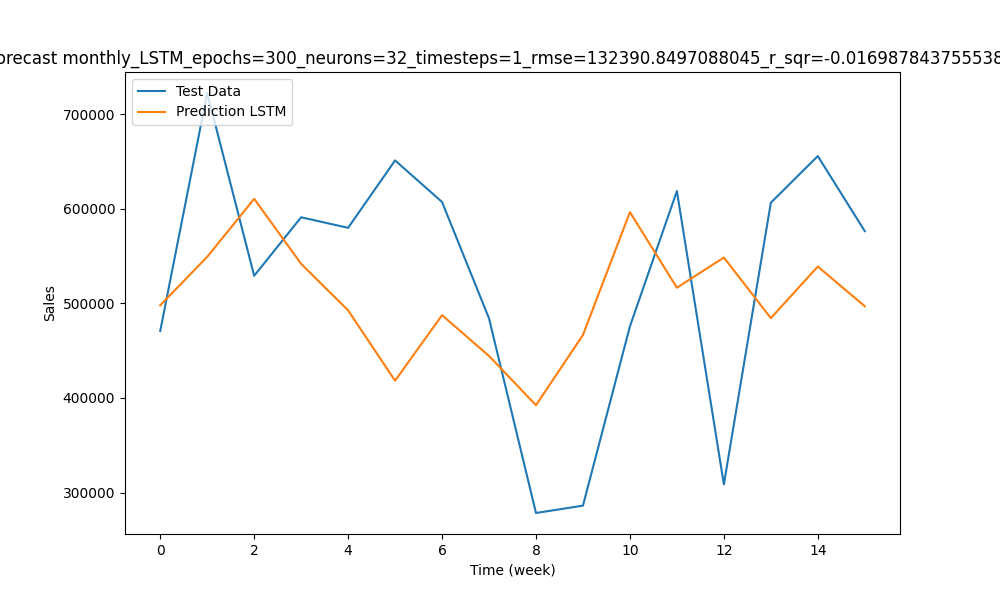 orecast monthly_LSTM_epochs=300_neurons=32_timesteps=1_rmse=132390.8497088045_r_sqr=-0.016987843755538
Test Data
Prediction LSTM
700000
600000
500000
400000
300000
Sales
0 2 4 6 8 10 12 14
Time (week)